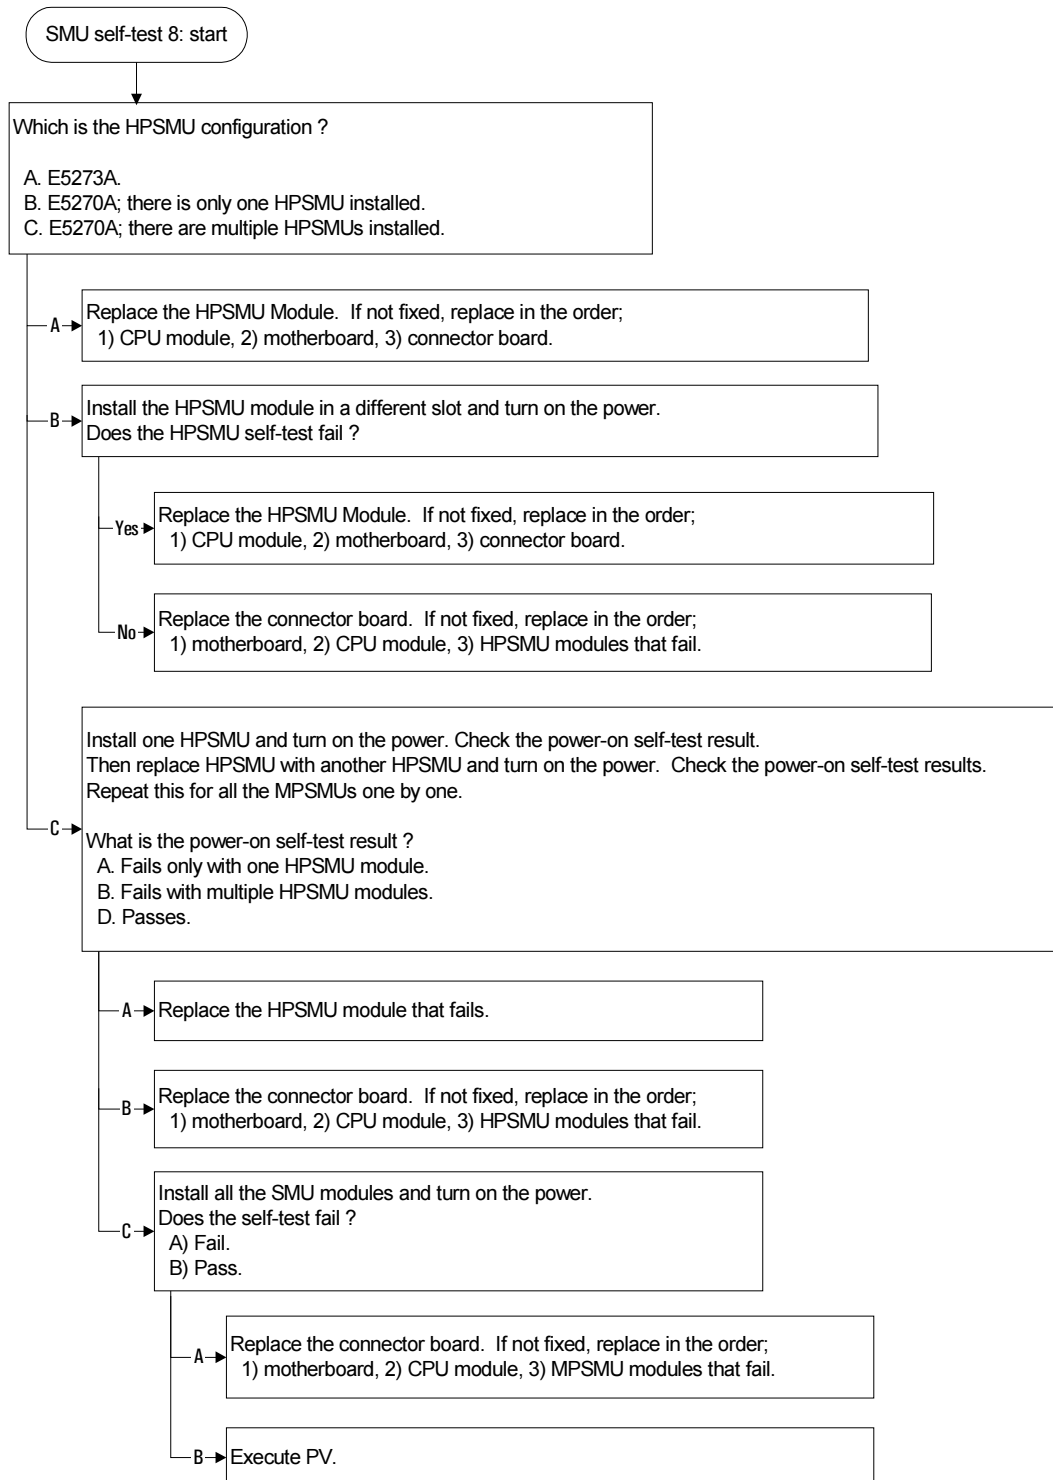 SMU self-test 8: start
Which is the HPSMU configuration ?
A. E5273A.
B. E5270A; there is only one HPSMU installed.
C. E5270A; there are multiple HPSMUs installed.
A
Replace the HPSMU Module. If not fixed, replace in the order;
1) CPU module, 2) motherboard, 3) connector board.
B
Install the HPSMU module in a different slot and turn on the power.
Does the HPSMU self-test fail ?
Yes
Replace the HPSMU Module. If not fixed, replace in the order;
1) CPU module, 2) motherboard, 3) connector board.
No
Replace the connector board. If not fixed, replace in the order;
1) motherboard, 2) CPU module, 3) HPSMU modules that fail.
C
Install one HPSMU and turn on the power. Check the power-on self-test result.
Then replace HPSMU with another HPSMU and turn on the power. Check the power-on self-test results.
Repeat this for all the MPSMUs one by one.
What is the power-on self-test result ?
A. Fails only with one HPSMU module.
B. Fails with multiple HPSMU modules.
D. Passes.
A
Replace the HPSMU module that fails.
B
Replace the connector board. If not fixed, replace in the order;
1) motherboard, 2) CPU module, 3) HPSMU modules that fail.
C
Install all the SMU modules and turn on the power.
Does the self-test fail ?
A) Fail.
B) Pass.
A
Replace the connector board. If not fixed, replace in the order;
1) motherboard, 2) CPU module, 3) MPSMU modules that fail.
B
Execute PV.